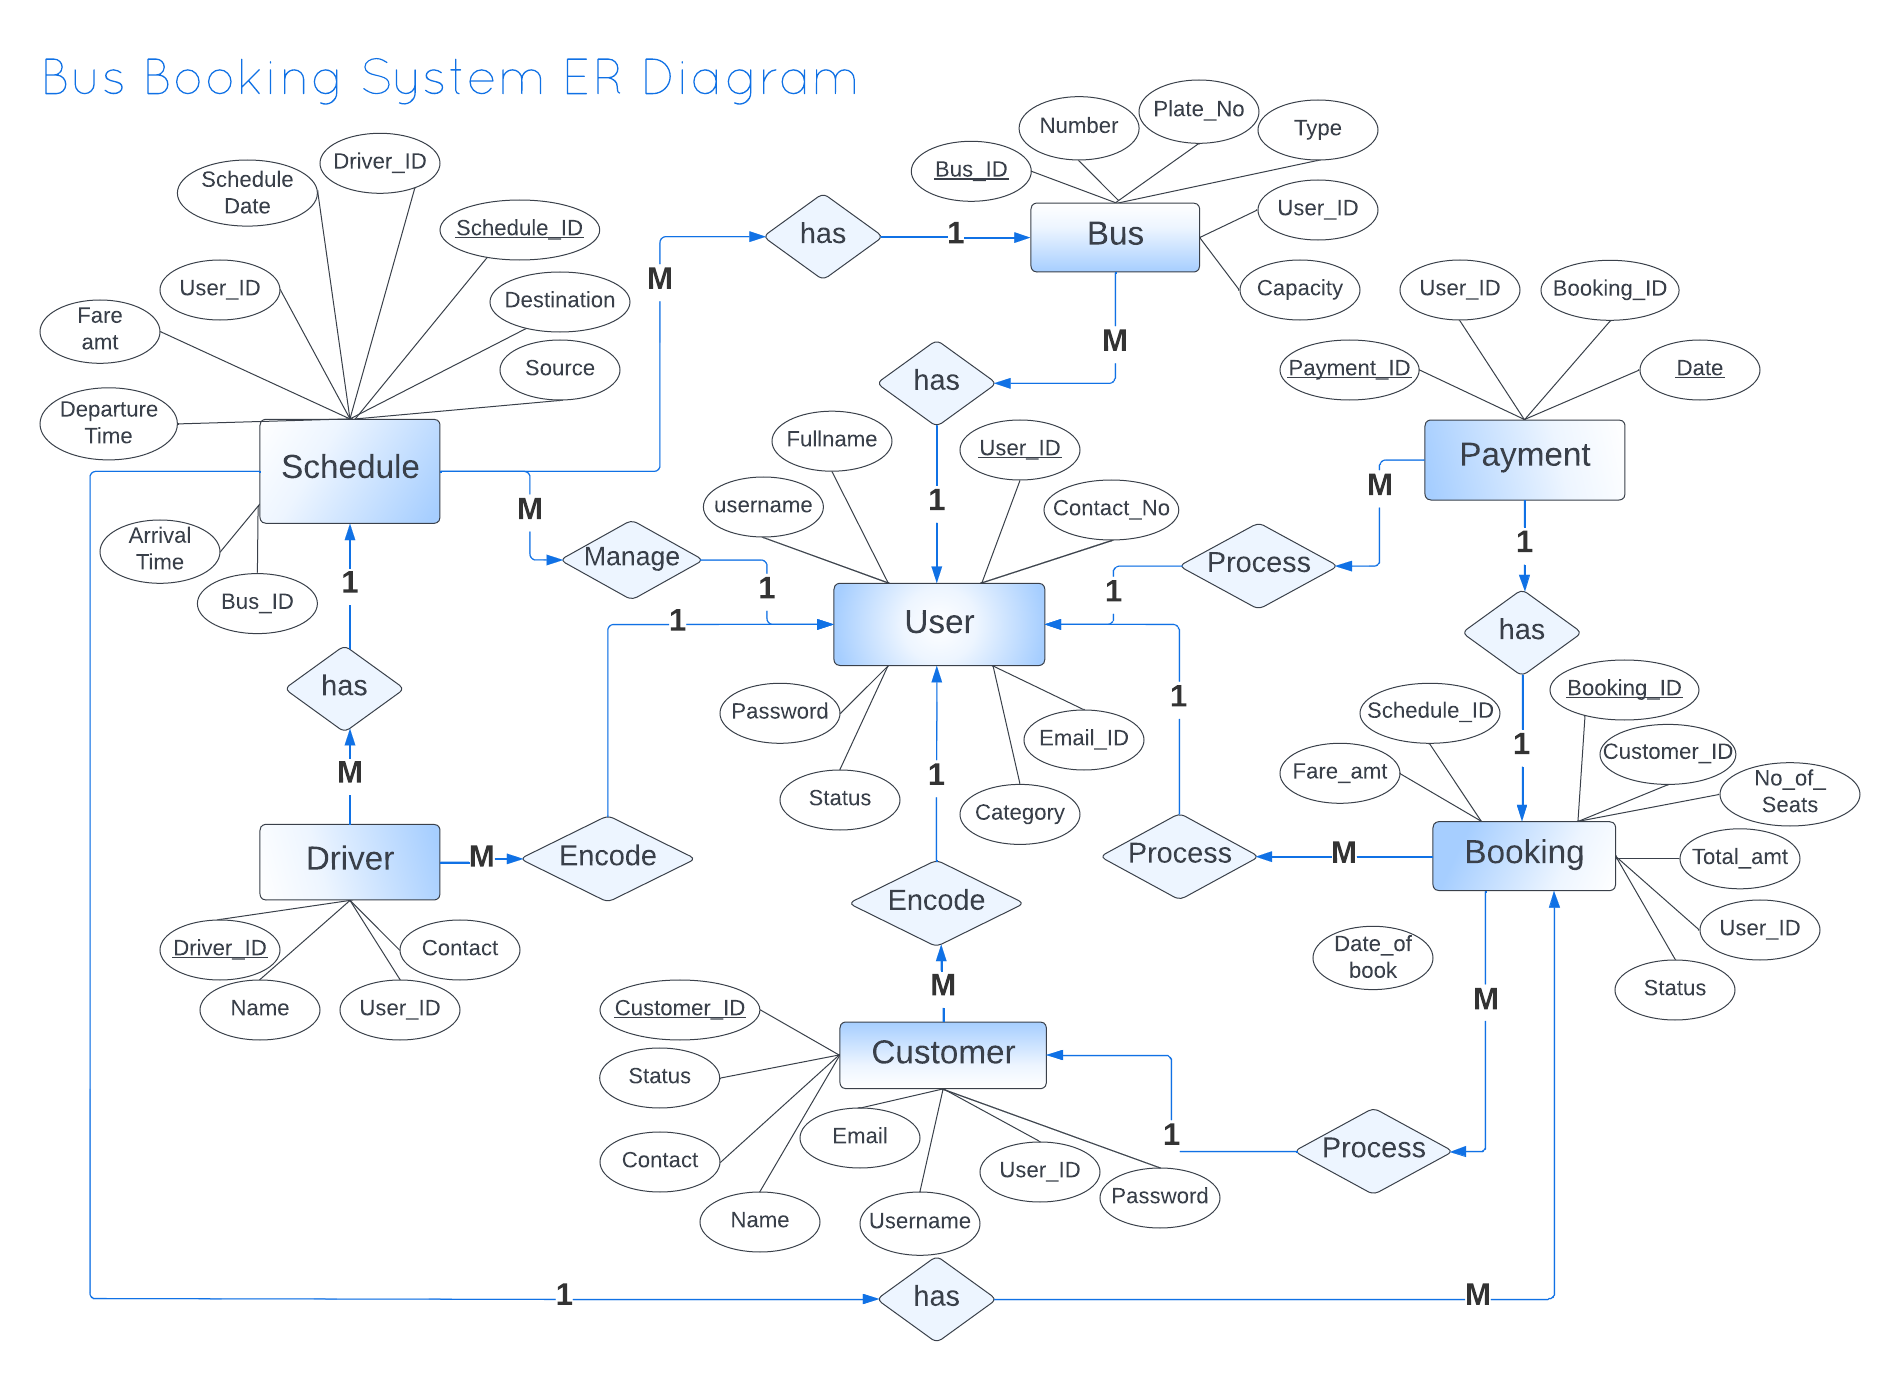 Bus Booking System ER Diagram
Driver_ID
Schedule
Date
Schedule_ID
User_ID
Destination
Fare
amt
Source
Departure
Time
Schedule
Arrival
Time
Bus_ID
M
has
1
Bus_ID
Number
Plate_No
Type
User_ID
Capacity
Bus
M
has
1
M
Manage
1
1
Fullname
User_ID
username
Contact_No
User
Password
Status
Email_ID
Category
User_ID
Booking_ID
Payment_ID
Date
Payment
M
Process
1
1
has
1
1
has
M
Driver
M
Encode
Driver_ID
Contact
Name
User_ID
1
Encode
M
1
Process
M
Schedule_ID
Booking_ID
Customer_ID
Fare_amt
No_of_
Seats
Booking
Total_amt
User_ID
Status
Date_of
book
M
Customer_ID
Customer
Status
Email
Contact
User_ID
Password
Name
Username
1
Process
1
has
M